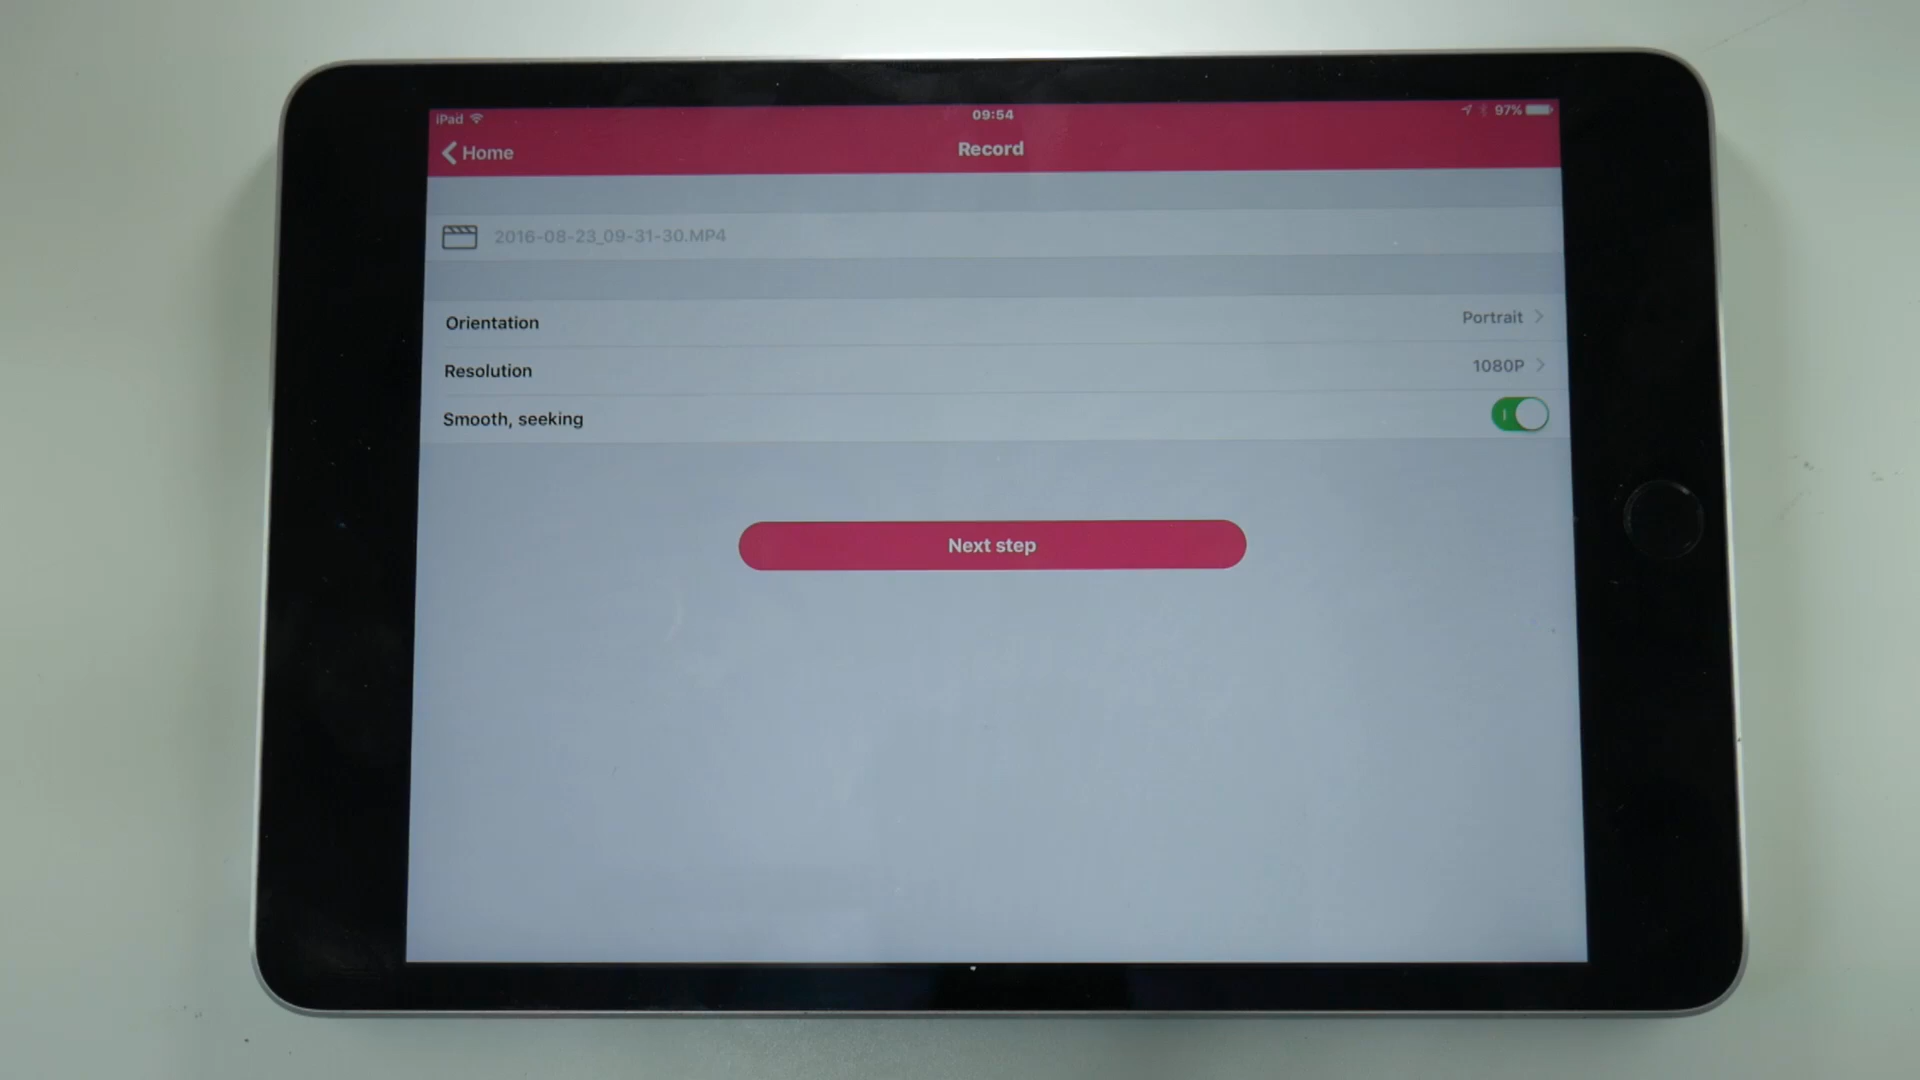 iPad
09:54
97%
Home
Record
2016-08-23_09-31-30.MP4
Orientation
Portrait
Resolution
1080P
Smooth, seeking
Next step